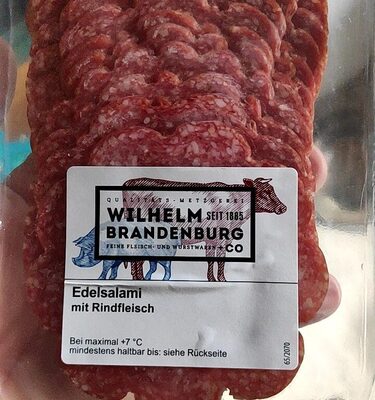 QUALITÄTS-METZGEREI
WILHELM SEIT 1885
BRANDENBURG
FEINE FLEISCH- UND WURSTWAREN +CO
Edelsalami
mit Rindfleisch
Bei maximal +7 °C
mindestens haltbar bis: siehe Rückseite
65/2070